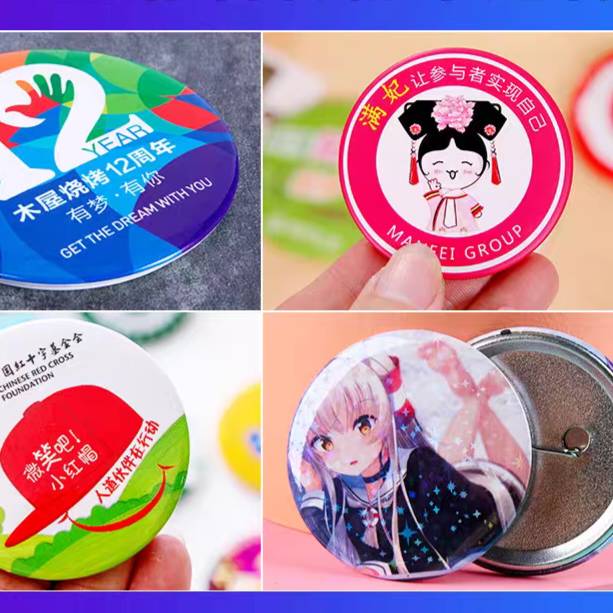 12
YEAR
木屋烧烤12周年
有梦·有你
GET THE DREAM WITH YOU
满妃让参与者实现自己
MANFEI GROUP
国红十字基金会
CHINESE RED CROSS
FOUNDATION
微笑吧!
小红帽
人道伙伴在行动